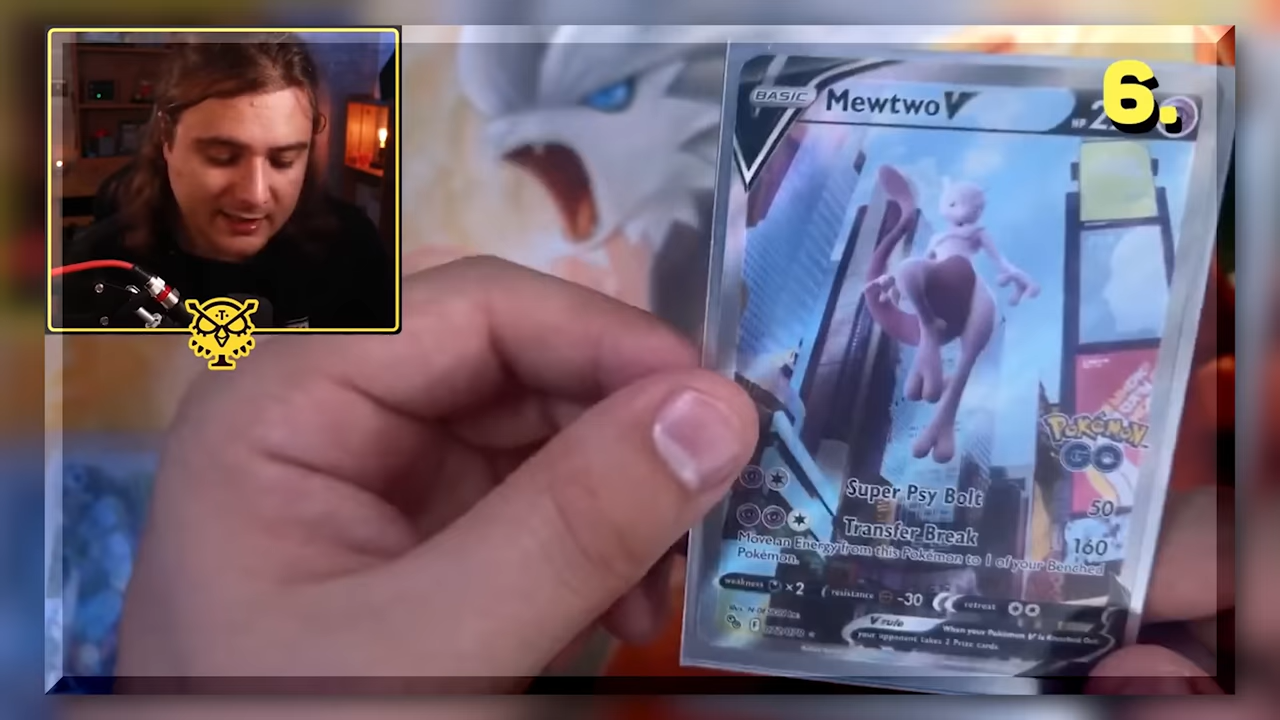 6.
BASIC Mewtwo V HP
POKÉMON
GO
Super Psy Bolt 50
Transfer Break 160
Move an Energy from this Pokémon to 1 of your Benched
Pokémon.
weakness ×2 resistance -30 retreat
V rule When your Pokémon V is Knocked Out,
your opponent takes 2 Prize cards.